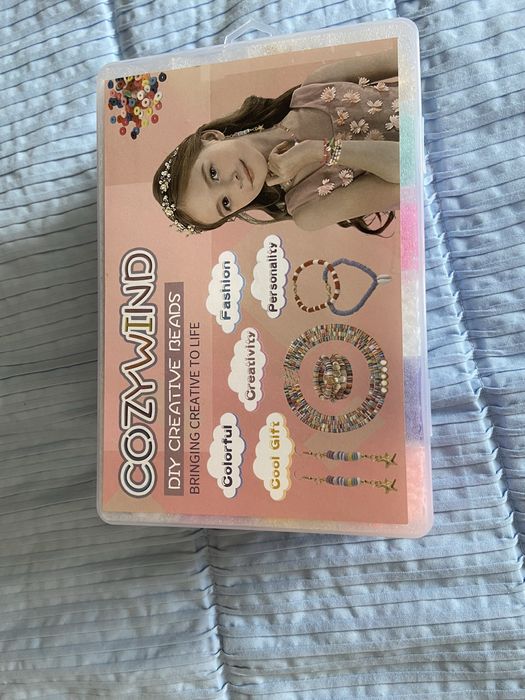 COZYWIND
DIY CREATIVE BEADS
BRINGING CREATIVE TO LIFE
Colorful
Fashion
Creativity
Cool Gift
Personality